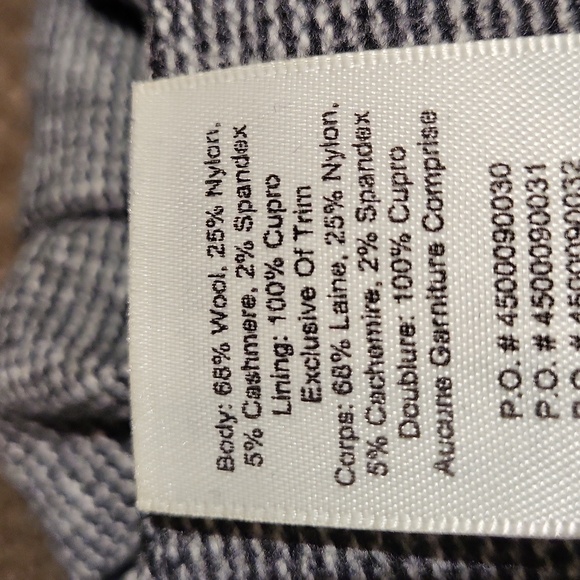 Body: 68% Wool, 25% Nylon,
5% Cashmere, 2% Spandex
Lining: 100% Cupro
Exclusive Of Trim
Corps: 68% Laine, 25% Nylon,
5% Cachemire, 2% Spandex
Doublure: 100% Cupro
Aucune Garniture Comprise
P.O. # 4500090030
P.O. # 4500090031
P.O. # 4500090032